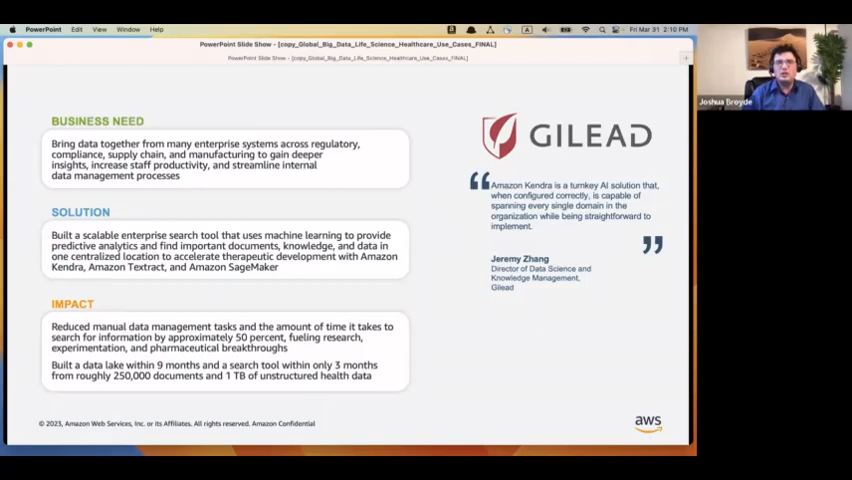 PowerPoint Edit View Window Help
Fri Mar 31 2:10 PM
PowerPoint Slide Show - [copy_Global_Big_Data_Life_Science_Healthcare_Use_Cases_FINAL]
PowerPoint Slide Show - [copy_Global_Big_Data_Life_Science_Healthcare_Use_Cases_FINAL]
Joshua Broyde
BUSINESS NEED
Bring data together from many enterprise systems across regulatory,
compliance, supply chain, and manufacturing to gain deeper
insights, increase staff productivity, and streamline internal
data management processes
SOLUTION
Built a scalable enterprise search tool that uses machine learning to provide
predictive analytics and find important documents, knowledge, and data in
one centralized location to accelerate therapeutic development with Amazon
Kendra, Amazon Textract, and Amazon SageMaker
IMPACT
Reduced manual data management tasks and the amount of time it takes to
search for information by approximately 50 percent, fueling research,
experimentation, and pharmaceutical breakthroughs
Built a data lake within 9 months and a search tool within only 3 months
from roughly 250,000 documents and 1 TB of unstructured health data
GILEAD
“Amazon Kendra is a turnkey AI solution that,
when configured correctly, is capable of
spanning every single domain in the
organization while being straightforward to
implement.
”
Jeremy Zhang
Director of Data Science and
Knowledge Management,
Gilead
© 2023, Amazon Web Services, Inc. or its Affiliates. All rights reserved. Amazon Confidential
aws